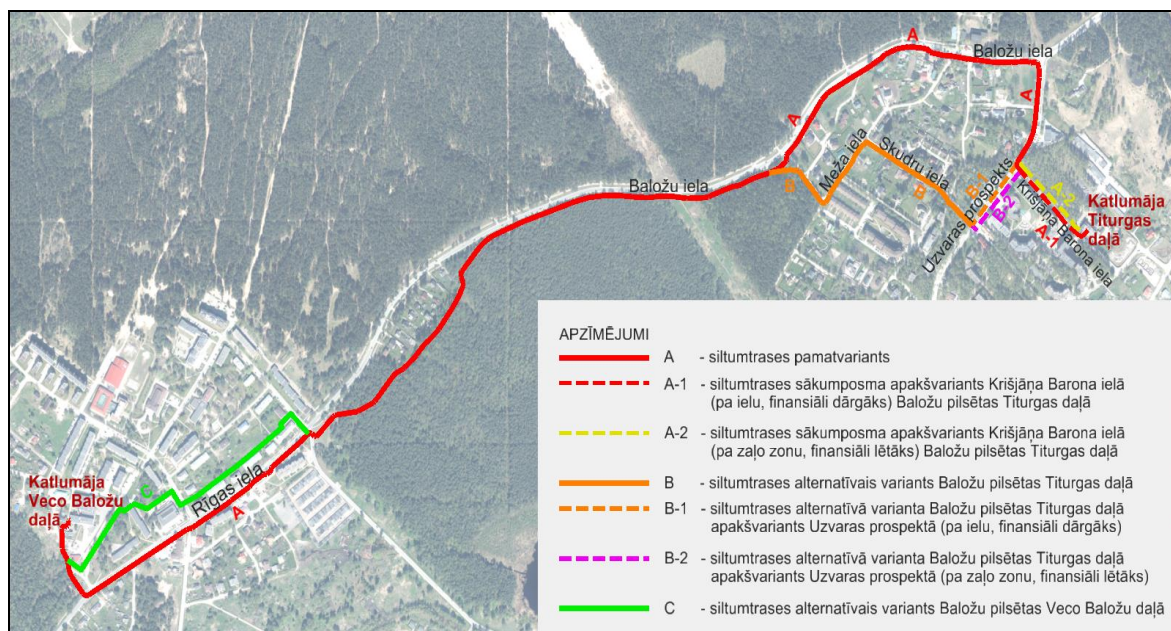 A
Baložu iela
A
A
Meža iela
Skudru iela
B
B
Baložu iela
Uzvaras prospekts
B-1
B-2
A-2
A-1
Krišjāņa Barona iela
Katlumāja
Titurgas
daļā
Katlumāja
Veco Baložu
daļā
C
Rīgas iela
A
APZĪMĒJUMI
A - siltumtrases pamatvariants
A-1 - siltumtrases sākumposma apakšvariants Krišjāņa Barona ielā
(pa ielu, finansiāli dārgāks) Baložu pilsētas Titurgas daļā
A-2 - siltumtrases sākumposma apakšvariants Krišjāņa Barona ielā
(pa zaļo zonu, finansiāli lētāks) Baložu pilsētas Titurgas daļā
B - siltumtrases alternatīvais variants Baložu pilsētas Titurgas daļā
B-1 - siltumtrases alternatīvā varianta Baložu pilsētas Titurgas daļā
apakšvariants Uzvaras prospektā (pa ielu, finansiāli dārgāks)
B-2 - siltumtrases alternatīvā varianta Baložu pilsētas Titurgas daļā
apakšvariants Uzvaras prospektā (pa zaļo zonu, finansiāli lētāks)
C - siltumtrases alternatīvais variants Baložu pilsētas Veco Baložu daļā